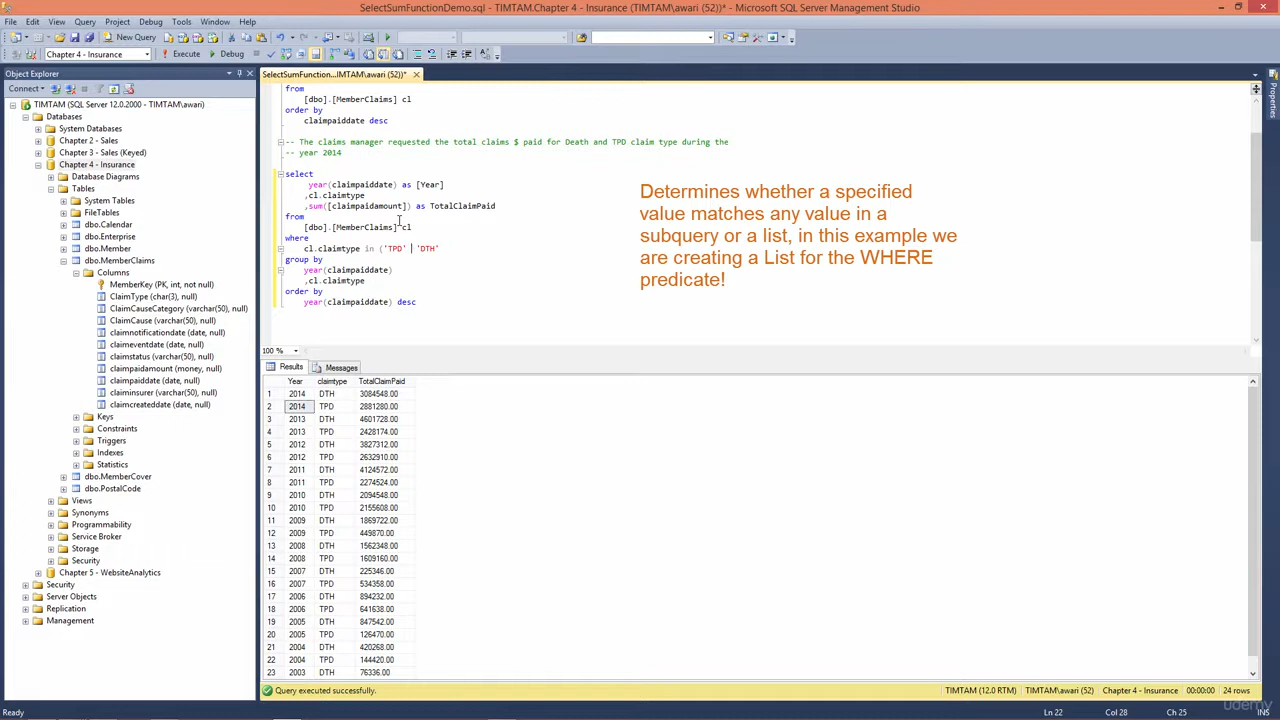 SelectSumFunctionDemo.sql - TIMTAM.Chapter 4 - Insurance (TIMTAM\awari (52))* - Microsoft SQL Server Management Studio
File Edit View Query Project Debug Tools Window Help
New Query
Chapter 4 - Insurance Execute Debug
Object Explorer
Connect
TIMTAM (SQL Server 12.0.2000 - TIMTAM\awari)
Databases
System Databases
Chapter 2 - Sales
Chapter 3 - Sales (Keyed)
Chapter 4 - Insurance
Database Diagrams
Tables
System Tables
FileTables
dbo.Calendar
dbo.Enterprise
dbo.Member
dbo.MemberClaims
Columns
MemberKey (PK, int, not null)
ClaimType (char(3), null)
ClaimCauseCategory (varchar(50), null)
ClaimCause (varchar(50), null)
claimnotificationdate (date, null)
claimeventdate (date, null)
claimstatus (varchar(50), null)
claimpaidamount (money, null)
claimpaiddate (date, null)
claiminsurer (varchar(50), null)
claimcreateddate (date, null)
Keys
Constraints
Triggers
Indexes
Statistics
dbo.MemberCover
dbo.PostalCode
Views
Synonyms
Programmability
Service Broker
Storage
Security
Chapter 5 - WebsiteAnalytics
Security
Server Objects
Replication
Management
SelectSumFunction...IMTAM\awari (52))*
from
[dbo].[MemberClaims] cl
order by
claimpaiddate desc
-- The claims manager requested the total claims $ paid for Death and TPD claim type during the
-- year 2014
select
year(claimpaiddate) as [Year]
,cl.claimtype
,sum([claimpaidamount]) as TotalClaimPaid
from
[dbo].[MemberClaims] cl
where
cl.claimtype in ('TPD' 'DTH'
group by
year(claimpaiddate)
,cl.claimtype
order by
year(claimpaiddate) desc
Determines whether a specified
value matches any value in a
subquery or a list, in this example we
are creating a List for the WHERE
predicate!
Properties
100 %
Results Messages
Year claimtype TotalClaimPaid
1 2014 DTH 3084548.00
2 2014 TPD 2881280.00
3 2013 DTH 4601728.00
4 2013 TPD 2428174.00
5 2012 DTH 3827312.00
6 2012 TPD 2632910.00
7 2011 DTH 4124572.00
8 2011 TPD 2274524.00
9 2010 DTH 2094548.00
10 2010 TPD 2155608.00
11 2009 DTH 1869722.00
12 2009 TPD 449870.00
13 2008 DTH 1562348.00
14 2008 TPD 1609160.00
15 2007 DTH 225346.00
16 2007 TPD 534358.00
17 2006 DTH 894232.00
18 2006 TPD 641638.00
19 2005 DTH 847542.00
20 2005 TPD 126470.00
21 2004 DTH 420268.00
22 2004 TPD 144420.00
23 2003 DTH 76336.00
Query executed successfully. TIMTAM (12.0 RTM) TIMTAM\awari (52) Chapter 4 - Insurance 00:00:00 24 rows
udemy
Ready Ln 22 Col 28 Ch 25 INS